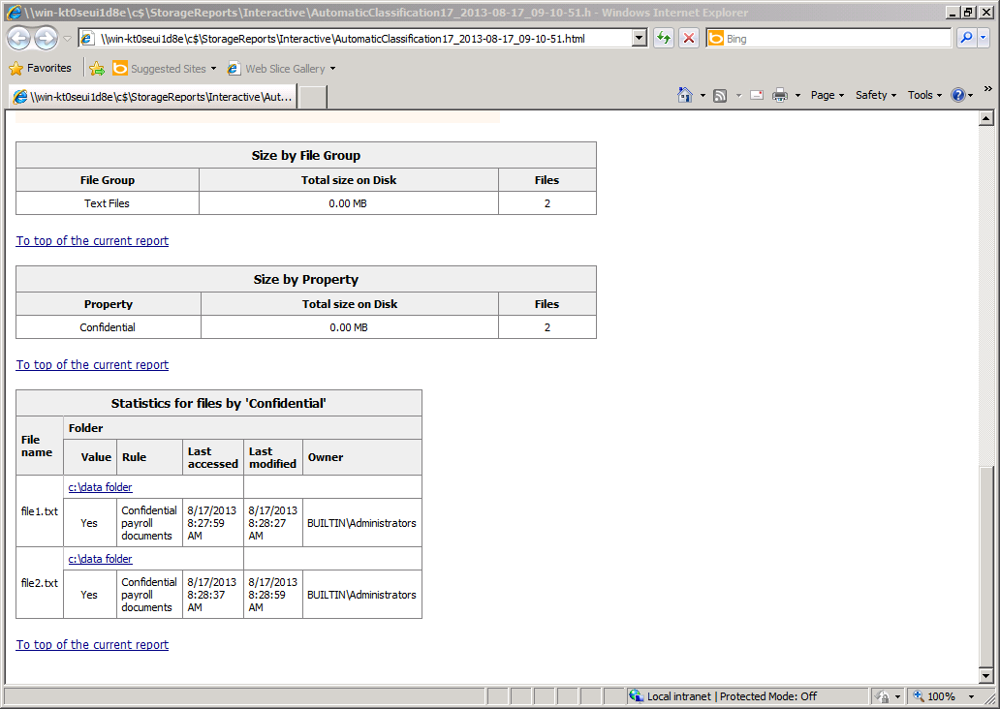 \\win-kt0seui1d8e\c$\StorageReports\Interactive\AutomaticClassification17_2013-08-17_09-10-51.h - Windows Internet Explorer
\\win-kt0seui1d8e\c$\StorageReports\Interactive\AutomaticClassification17_2013-08-17_09-10-51.html
Bing
Favorites
Suggested Sites
Web Slice Gallery
\\win-kt0seui1d8e\c$\StorageReports\Interactive\Aut...
Page
Safety
Tools
Size by File Group
File Group Total size on Disk Files
Text Files 0.00 MB 2
To top of the current report
Size by Property
Property Total size on Disk Files
Confidential 0.00 MB 2
To top of the current report
Statistics for files by 'Confidential'
File name
Folder
Value Rule Last accessed Last modified Owner
file1.txt
c:\data folder
Yes Confidential payroll documents 8/17/2013 8:27:59 AM 8/17/2013 8:28:27 AM BUILTIN\Administrators
file2.txt
c:\data folder
Yes Confidential payroll documents 8/17/2013 8:28:37 AM 8/17/2013 8:28:59 AM BUILTIN\Administrators
To top of the current report
Local intranet | Protected Mode: Off
100%